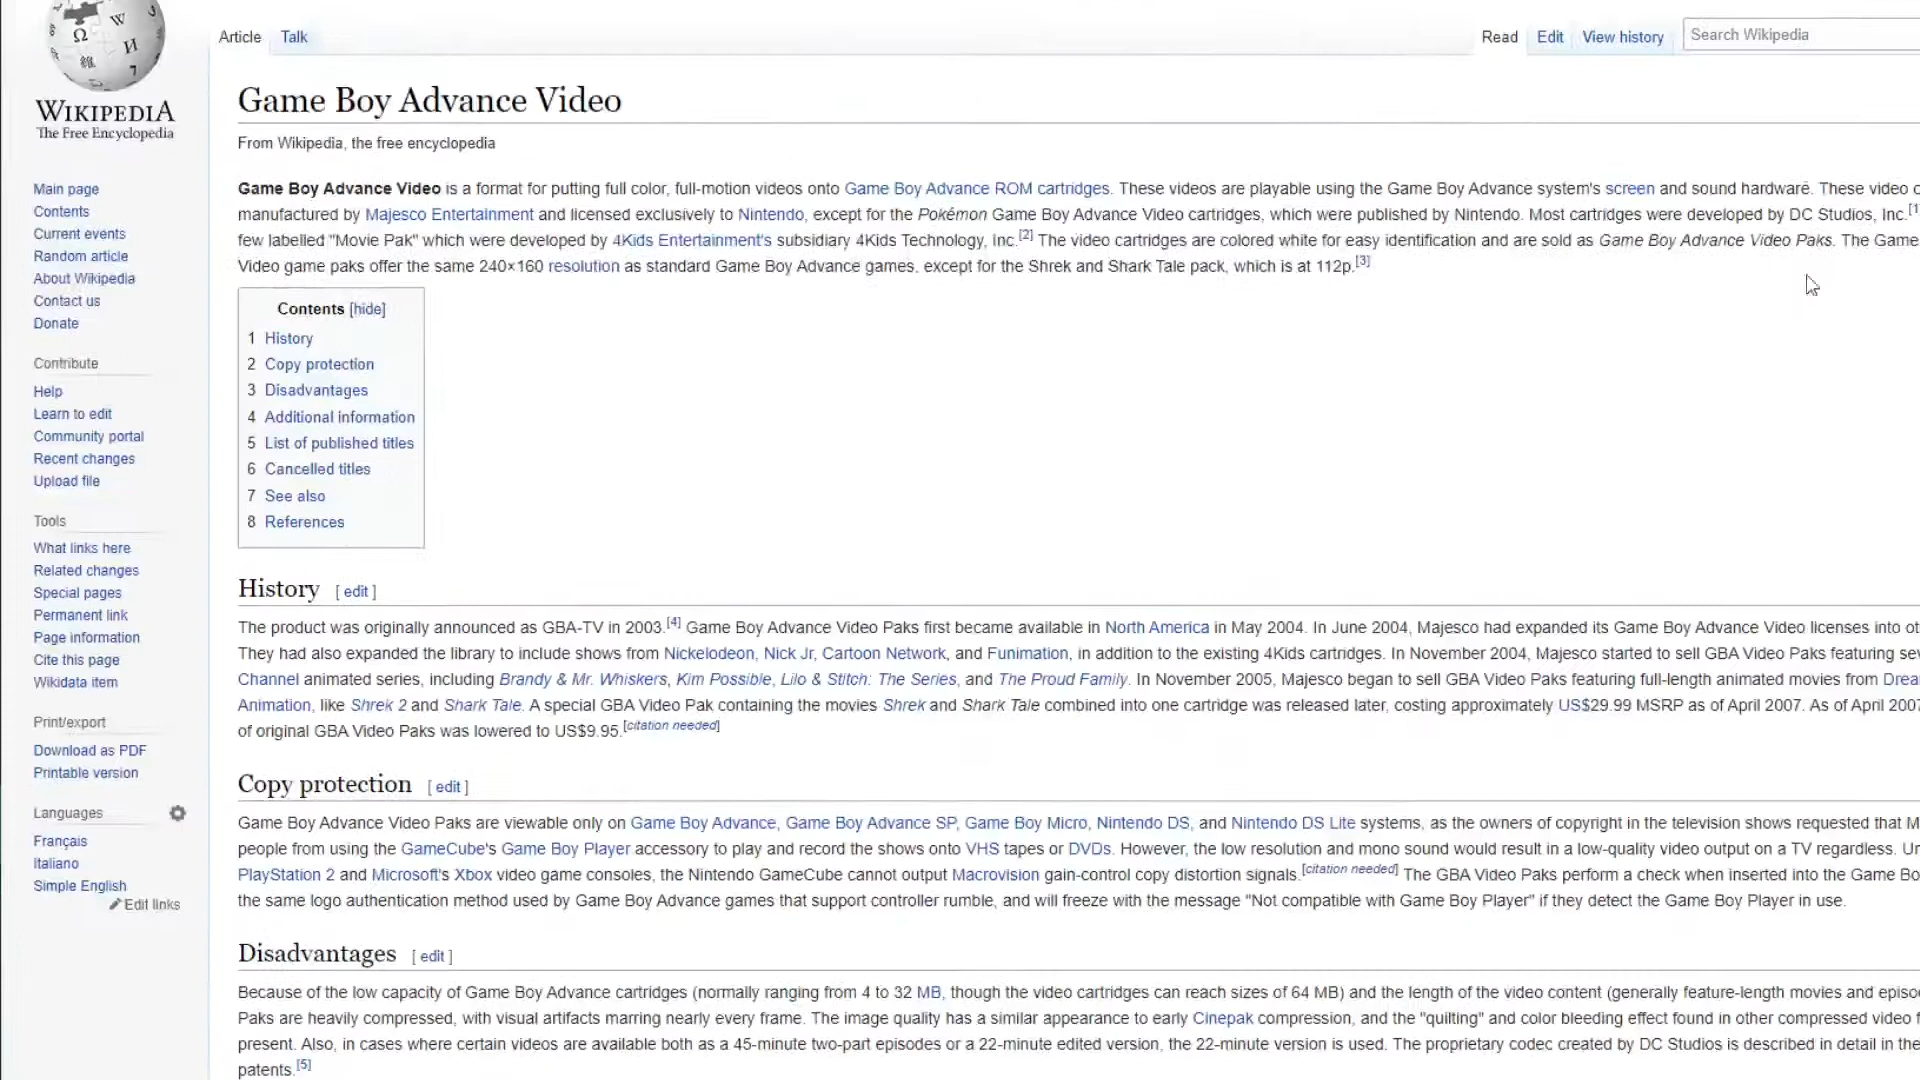 Ω W И 維 7
WIKIPEDIA
The Free Encyclopedia
Article Talk
Read Edit View history Search Wikipedia
Main page
Contents
Current events
Random article
About Wikipedia
Contact us
Donate
Contribute
Help
Learn to edit
Community portal
Recent changes
Upload file
Tools
What links here
Related changes
Special pages
Permanent link
Page information
Cite this page
Wikidata item
Print/export
Download as PDF
Printable version
Languages
Français
Italiano
Simple English
Edit links
Game Boy Advance Video
From Wikipedia, the free encyclopedia
Game Boy Advance Video is a format for putting full color, full-motion videos onto Game Boy Advance ROM cartridges. These videos are playable using the Game Boy Advance system's screen and sound hardware. These video c
manufactured by Majesco Entertainment and licensed exclusively to Nintendo, except for the Pokémon Game Boy Advance Video cartridges, which were published by Nintendo. Most cartridges were developed by DC Studios, Inc.[1
few labelled "Movie Pak" which were developed by 4Kids Entertainment's subsidiary 4Kids Technology, Inc.[2] The video cartridges are colored white for easy identification and are sold as Game Boy Advance Video Paks. The Game
Video game paks offer the same 240×160 resolution as standard Game Boy Advance games, except for the Shrek and Shark Tale pack, which is at 112p.[3]
Contents [hide]
1 History
2 Copy protection
3 Disadvantages
4 Additional information
5 List of published titles
6 Cancelled titles
7 See also
8 References
History [ edit ]
The product was originally announced as GBA-TV in 2003.[4] Game Boy Advance Video Paks first became available in North America in May 2004. In June 2004, Majesco had expanded its Game Boy Advance Video licenses into ot
They had also expanded the library to include shows from Nickelodeon, Nick Jr, Cartoon Network, and Funimation, in addition to the existing 4Kids cartridges. In November 2004, Majesco started to sell GBA Video Paks featuring sev
Channel animated series, including Brandy & Mr. Whiskers, Kim Possible, Lilo & Stitch: The Series, and The Proud Family. In November 2005, Majesco began to sell GBA Video Paks featuring full-length animated movies from Drea
Animation, like Shrek 2 and Shark Tale. A special GBA Video Pak containing the movies Shrek and Shark Tale combined into one cartridge was released later, costing approximately US$29.99 MSRP as of April 2007. As of April 2007
of original GBA Video Paks was lowered to US$9.95.[citation needed]
Copy protection [ edit ]
Game Boy Advance Video Paks are viewable only on Game Boy Advance, Game Boy Advance SP, Game Boy Micro, Nintendo DS, and Nintendo DS Lite systems, as the owners of copyright in the television shows requested that M
people from using the GameCube's Game Boy Player accessory to play and record the shows onto VHS tapes or DVDs. However, the low resolution and mono sound would result in a low-quality video output on a TV regardless. Un
PlayStation 2 and Microsoft's Xbox video game consoles, the Nintendo GameCube cannot output Macrovision gain-control copy distortion signals.[citation needed] The GBA Video Paks perform a check when inserted into the Game Bo
the same logo authentication method used by Game Boy Advance games that support controller rumble, and will freeze with the message "Not compatible with Game Boy Player" if they detect the Game Boy Player in use.
Disadvantages [ edit ]
Because of the low capacity of Game Boy Advance cartridges (normally ranging from 4 to 32 MB, though the video cartridges can reach sizes of 64 MB) and the length of the video content (generally feature-length movies and episo
Paks are heavily compressed, with visual artifacts marring nearly every frame. The image quality has a similar appearance to early Cinepak compression, and the "quilting" and color bleeding effect found in other compressed video f
present. Also, in cases where certain videos are available both as a 45-minute two-part episodes or a 22-minute edited version, the 22-minute version is used. The proprietary codec created by DC Studios is described in detail in the
patents.[5]